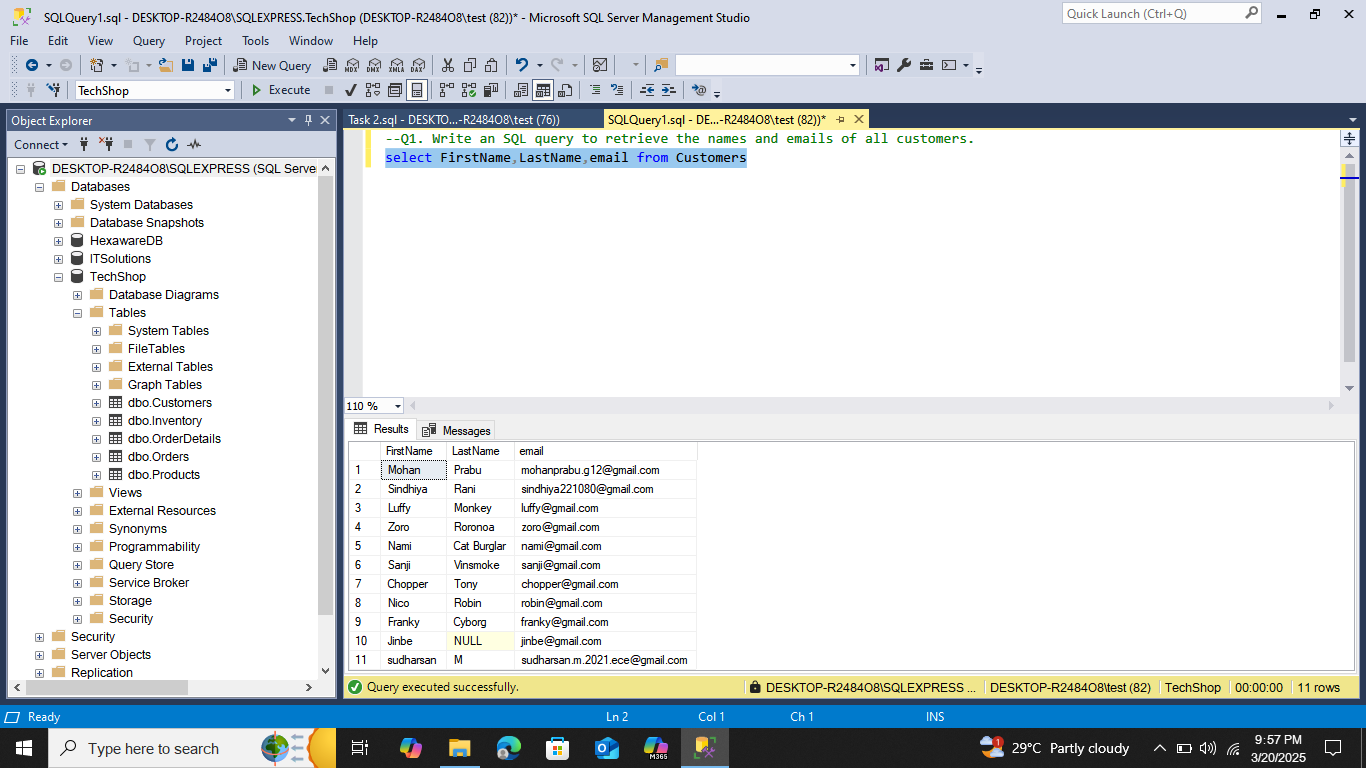 SQLQuery1.sql - DESKTOP-R2484O8\SQLEXPRESS.TechShop (DESKTOP-R2484O8\test (82))* - Microsoft SQL Server Management Studio
Quick Launch (Ctrl+Q)
File Edit View Query Project Tools Window Help
New Query MDX DMX XMLA DAX
TechShop Execute
Object Explorer
Task 2.sql - DESKTO...-R2484O8\test (76)) SQLQuery1.sql - DE...-R2484O8\test (82))*
Connect
--Q1. Write an SQL query to retrieve the names and emails of all customers.
select FirstName,LastName,email from Customers
DESKTOP-R2484O8\SQLEXPRESS (SQL Server
Databases
System Databases
Database Snapshots
HexawareDB
ITSolutions
TechShop
Database Diagrams
Tables
System Tables
FileTables
External Tables
Graph Tables
dbo.Customers
dbo.Inventory
dbo.OrderDetails
dbo.Orders
dbo.Products
Views
External Resources
Synonyms
Programmability
Query Store
Service Broker
Storage
Security
Security
Server Objects
Replication
110 %
Results Messages
FirstName LastName email
1 Mohan Prabu mohanprabu.g12@gmail.com
2 Sindhiya Rani sindhiya221080@gmail.com
3 Luffy Monkey luffy@gmail.com
4 Zoro Roronoa zoro@gmail.com
5 Nami Cat Burglar nami@gmail.com
6 Sanji Vinsmoke sanji@gmail.com
7 Chopper Tony chopper@gmail.com
8 Nico Robin robin@gmail.com
9 Franky Cyborg franky@gmail.com
10 Jinbe NULL jinbe@gmail.com
11 sudharsan M sudharsan.m.2021.ece@gmail.com
Query executed successfully. DESKTOP-R2484O8\SQLEXPRESS ... DESKTOP-R2484O8\test (82) TechShop 00:00:00 11 rows
Ready Ln 2 Col 1 Ch 1 INS
Type here to search M365 1 29°C Partly cloudy 9:57 PM
3/20/2025